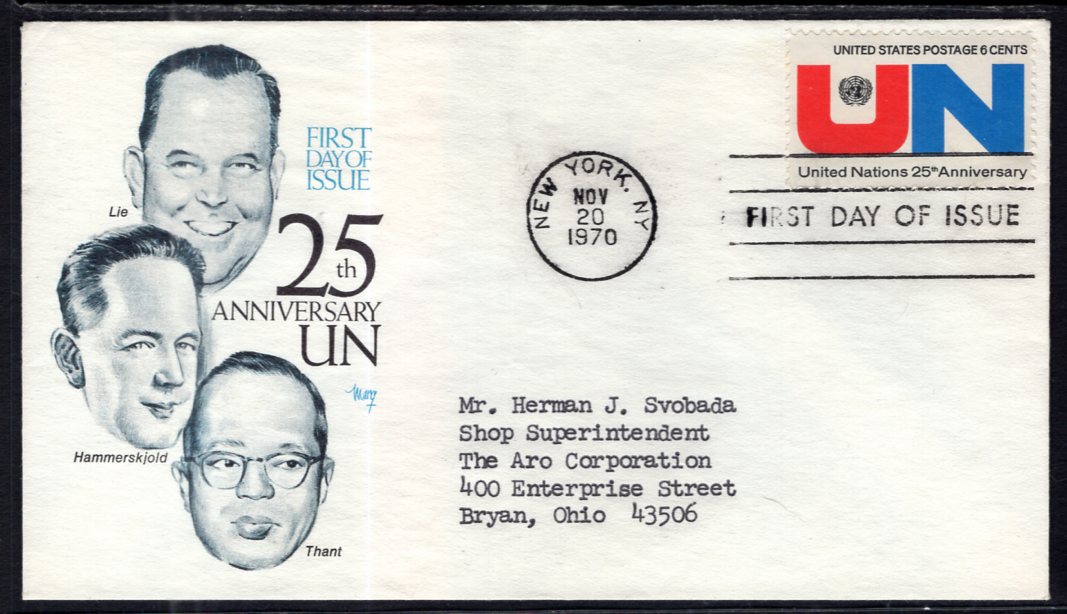 UNITED STATES POSTAGE 6 CENTS
UN
United Nations 25th Anniversary
FIRST DAY OF ISSUE
NEW YORK, NY
NOV
20
1970
FIRST
DAY OF
ISSUE
Lie
25th
ANNIVERSARY
UN
Hammerskjold
Thant
Mr. Herman J. Svobada
Shop Superintendent
The Aro Corporation
400 Enterprise Street
Bryan, Ohio 43506